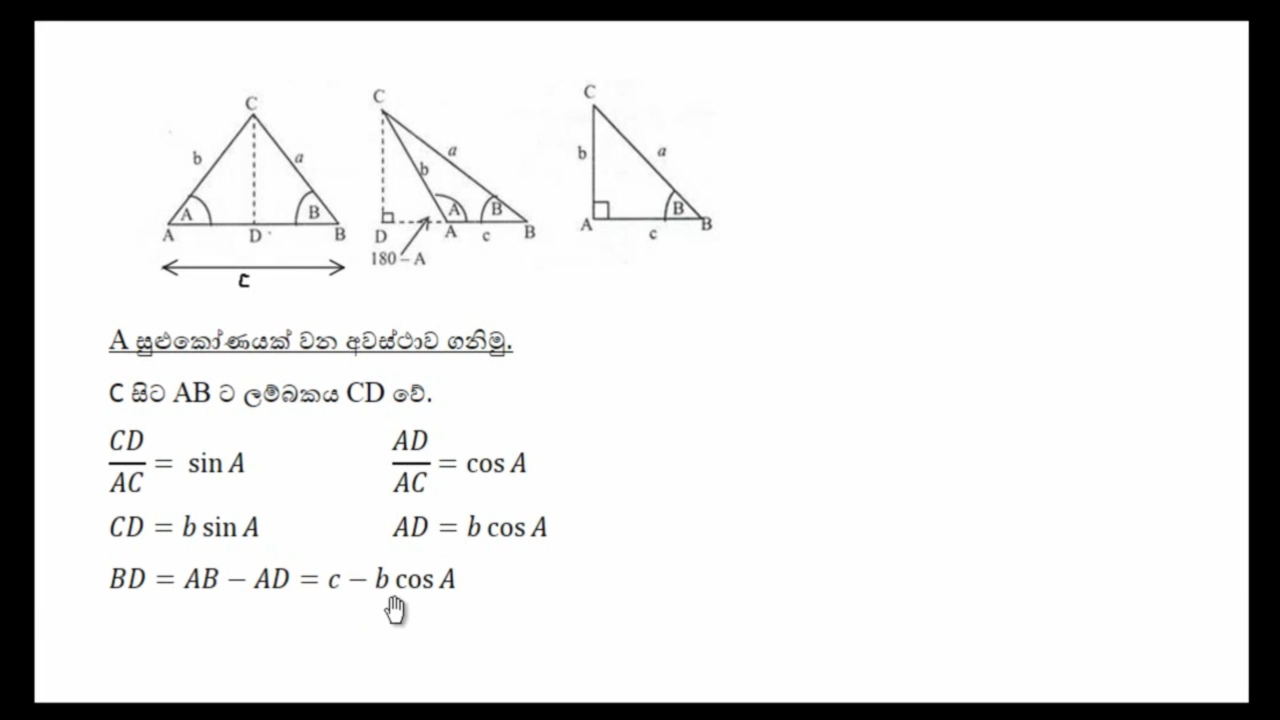 C C C
b a b a b a
A B A B B
A D B D A c B A c B
c 180 – A
A සුළුකෝණයක් වන අවස්ථාව ගනිමු.
C සිට AB ට ලම්බකය CD වේ.
CD/AC = sin A AD/AC = cos A
CD = b sin A AD = b cos A
BD = AB − AD = c − b cos A